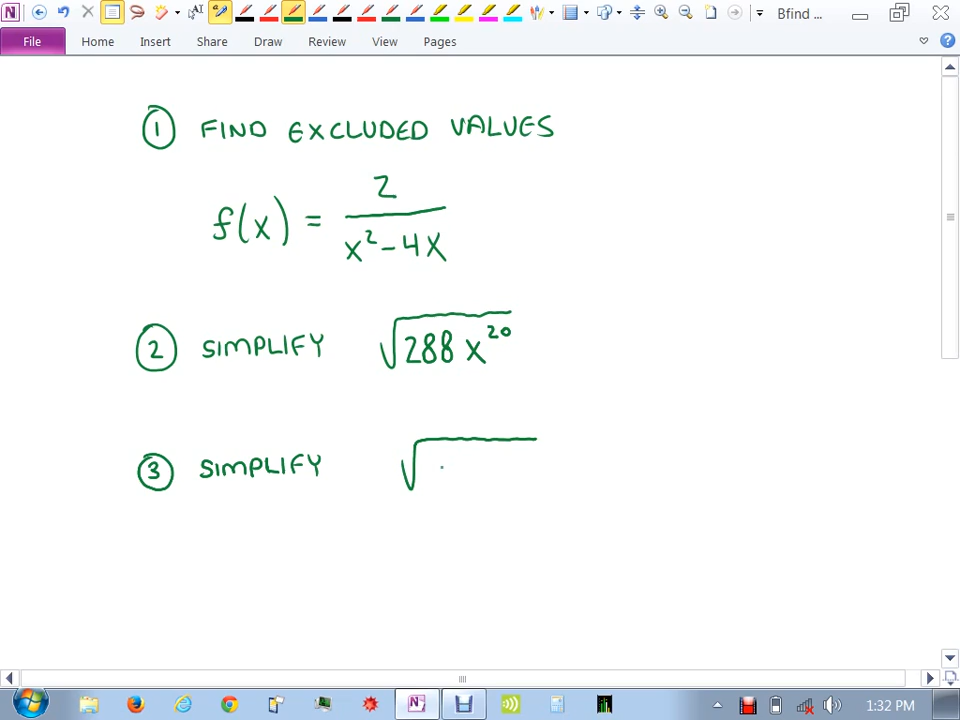 Bfind ...
File Home Insert Share Draw Review View Pages
① FIND EXCLUDED VALUES
f(x) = 2 / (x² - 4x)
② SIMPLIFY √288x²⁰
③ SIMPLIFY √
1:32 PM